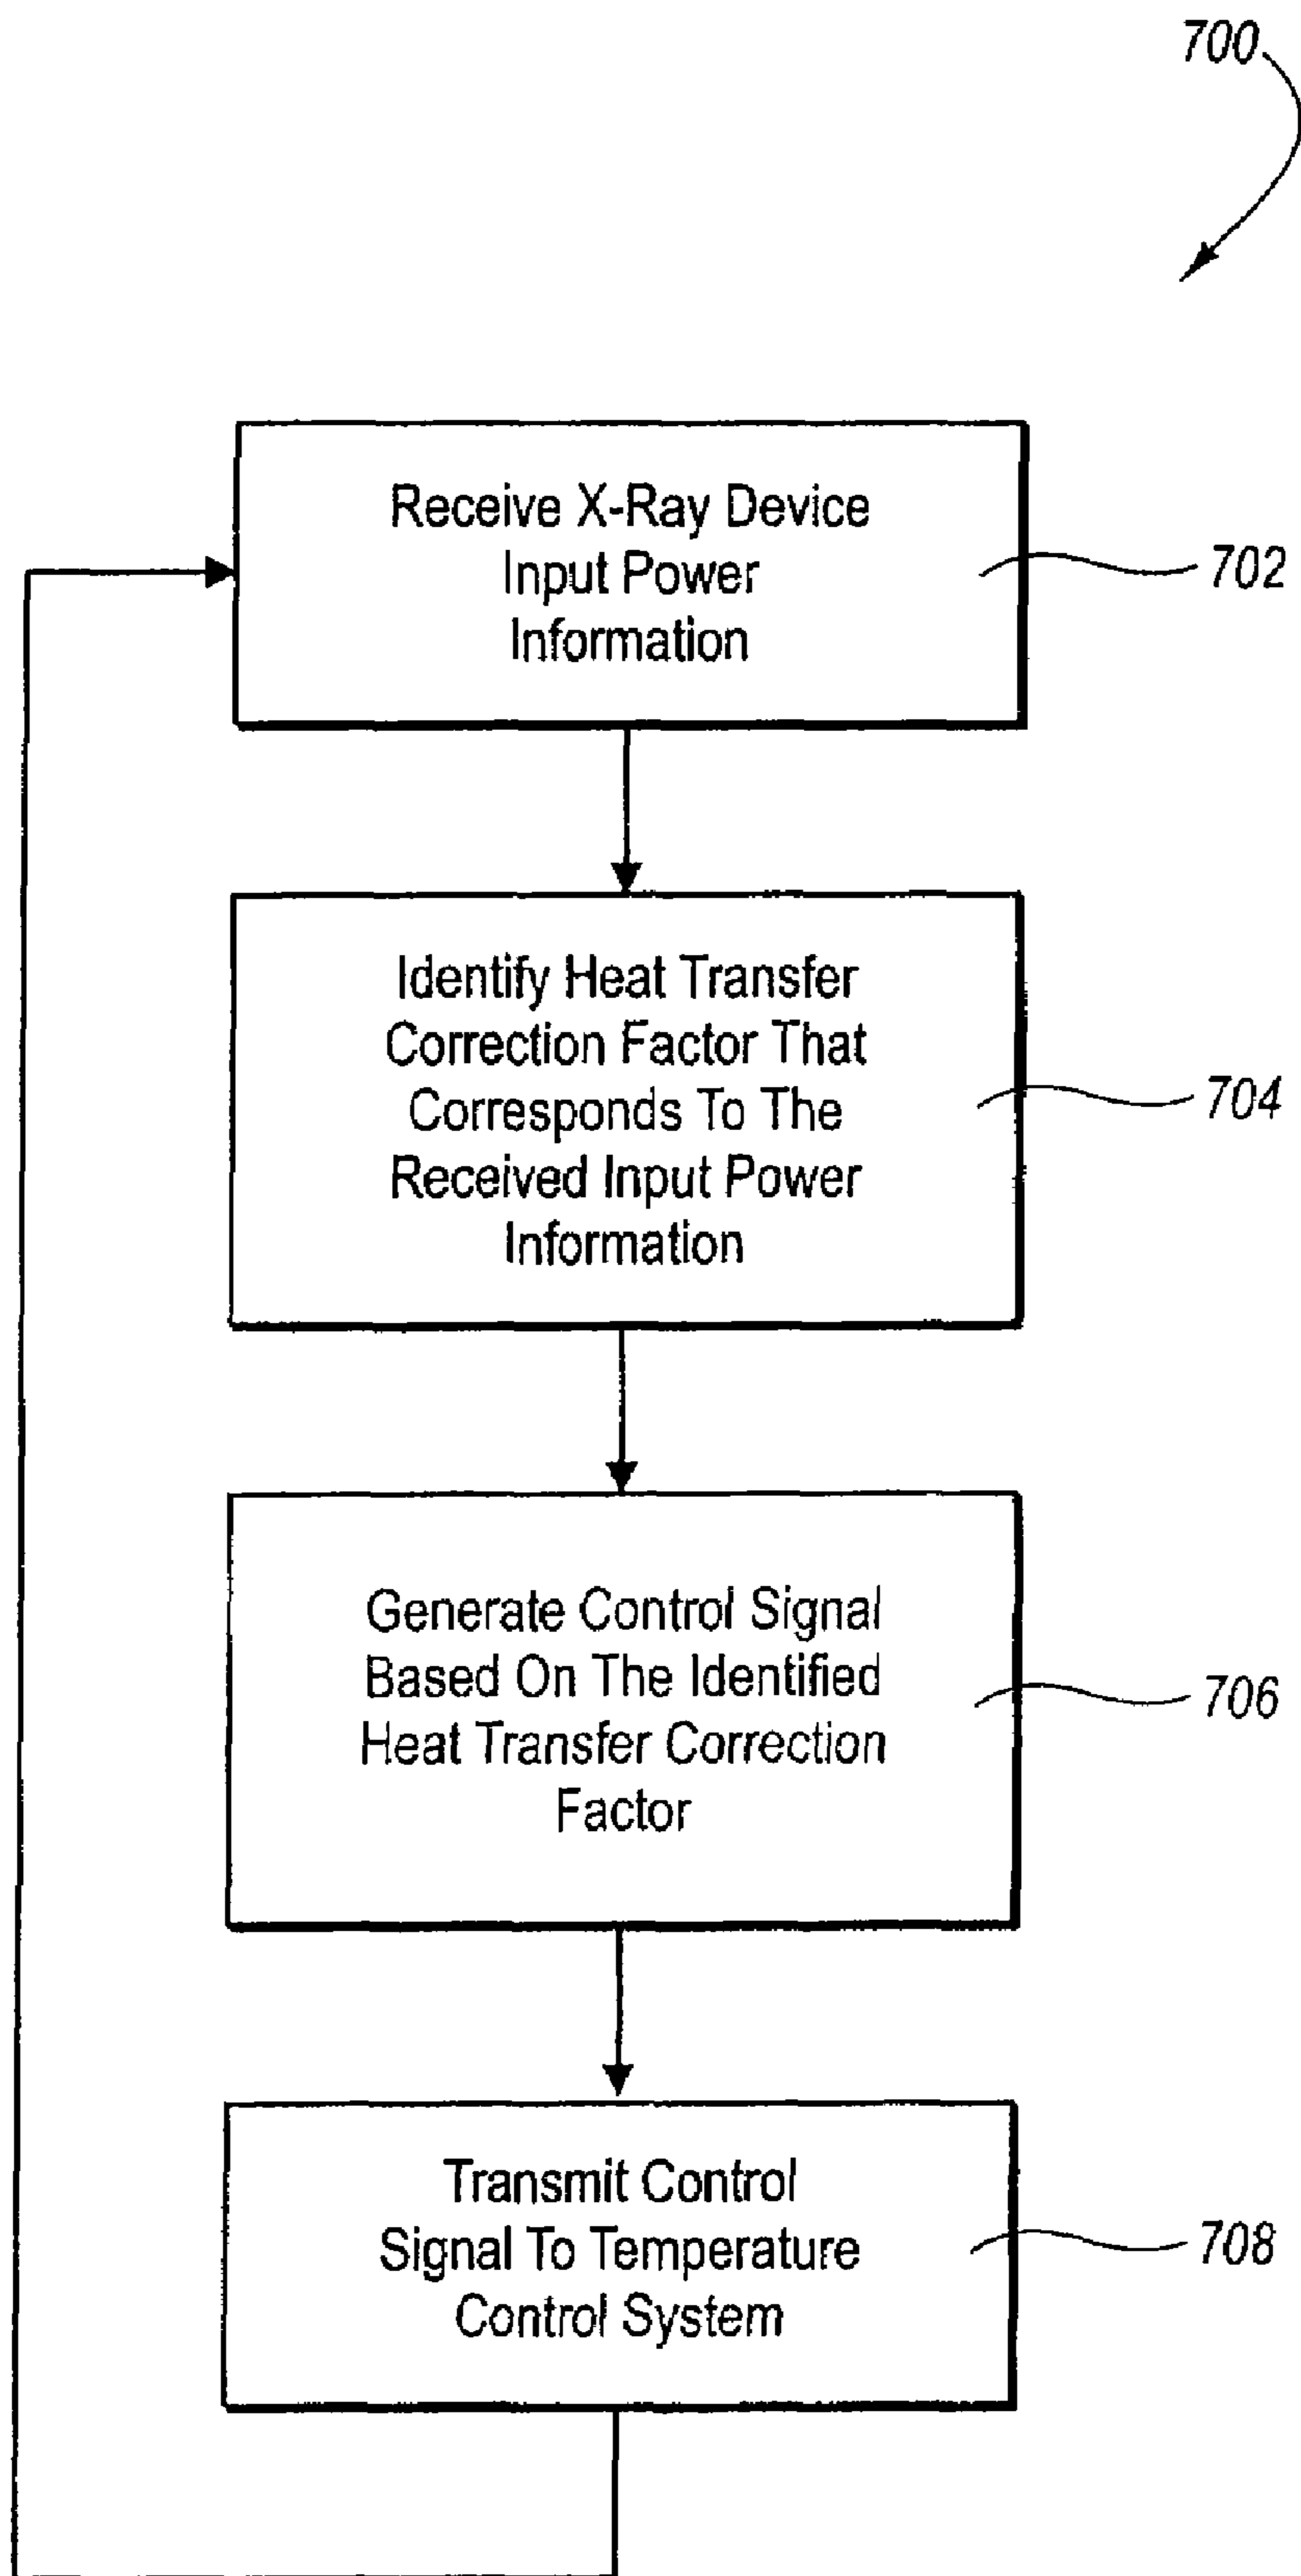 700
Receive X-Ray Device
Input Power
Information
702
Identify Heat Transfer
Correction Factor That
Corresponds To The
Received Input Power
Information
704
Generate Control Signal
Based On The Identified
Heat Transfer Correction
Factor
706
Transmit Control
Signal To Temperature
Control System
708